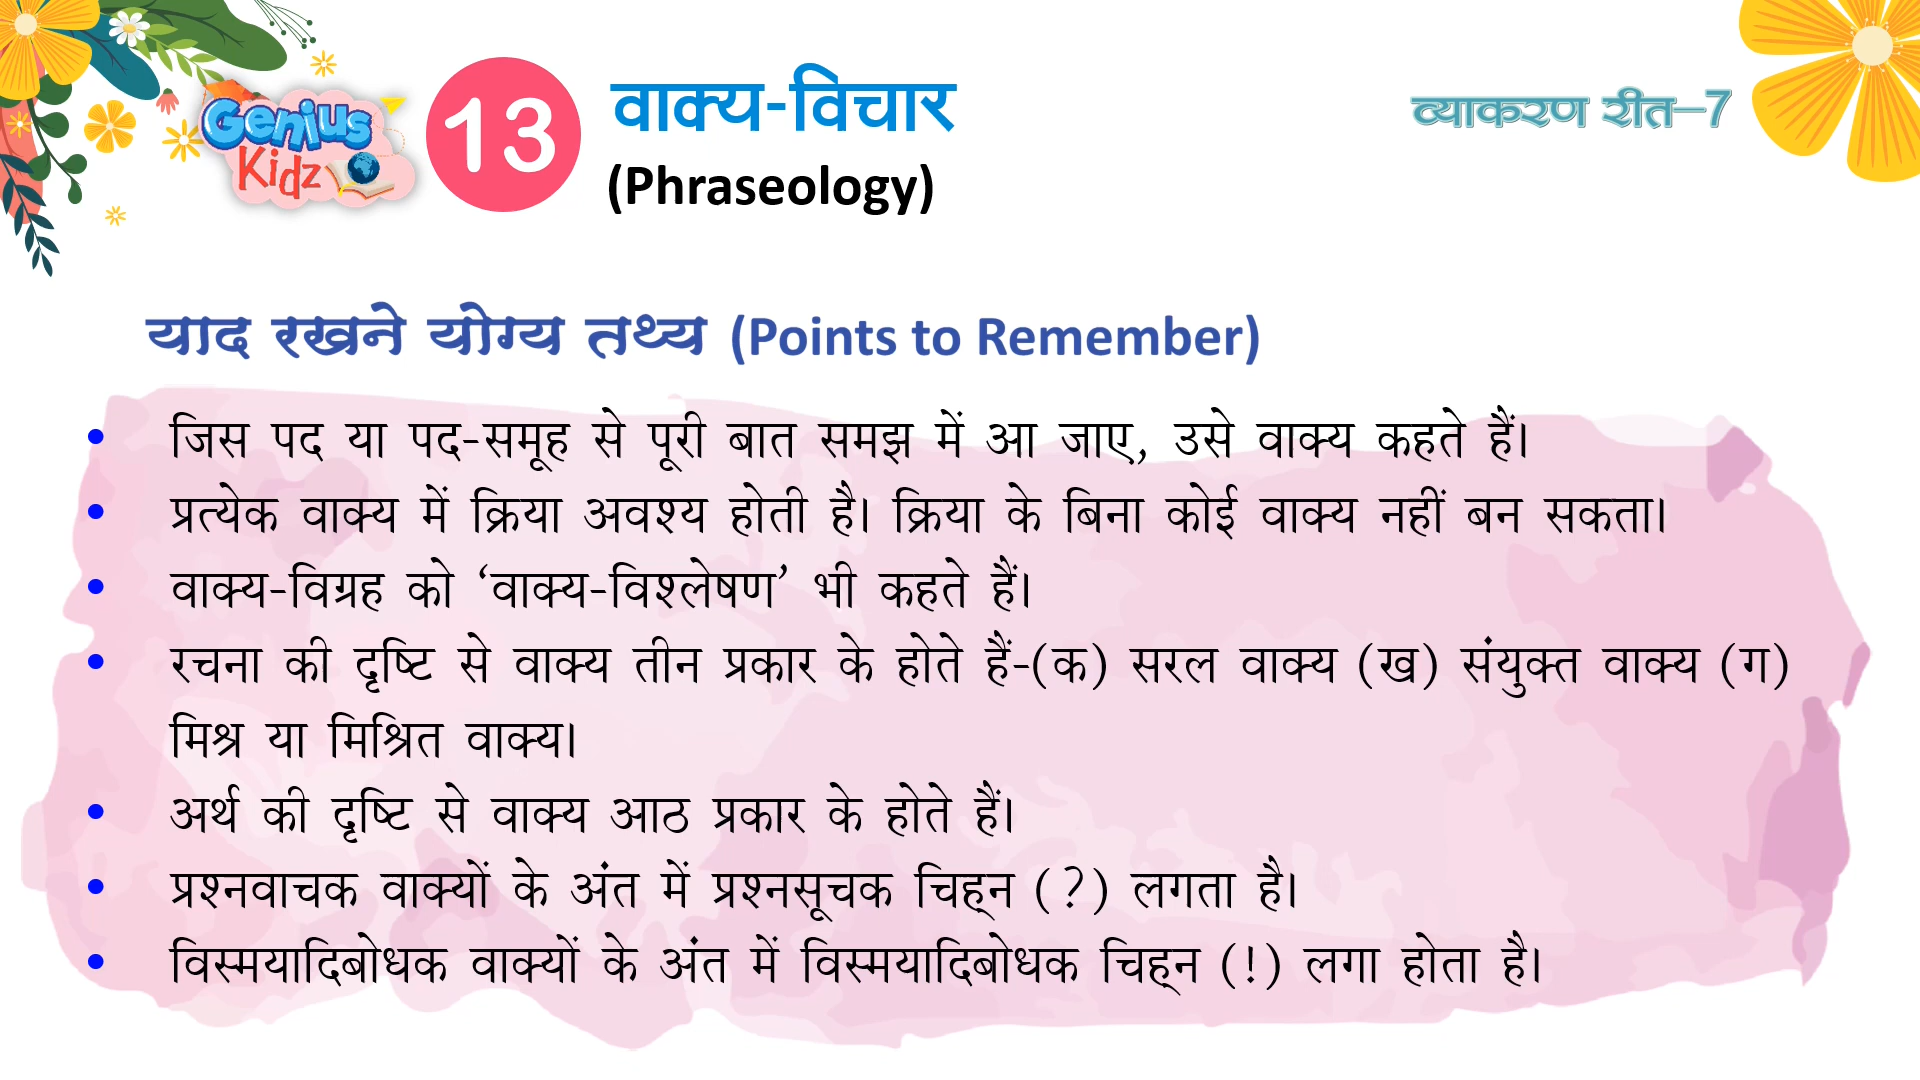 Genius
Kidz
13
वाक्य-विचार
(Phraseology)
व्याकरण रीत–7
याद रखने योग्य तथ्य (Points to Remember)
• जिस पद या पद-समूह से पूरी बात समझ में आ जाए, उसे वाक्य कहते हैं।
• प्रत्येक वाक्य में क्रिया अवश्य होती है। क्रिया के बिना कोई वाक्य नहीं बन सकता।
• वाक्य-विग्रह को ‘वाक्य-विश्लेषण’ भी कहते हैं।
• रचना की दृष्टि से वाक्य तीन प्रकार के होते हैं-(क) सरल वाक्य (ख) संयुक्त वाक्य (ग)
मिश्र या मिश्रित वाक्य।
• अर्थ की दृष्टि से वाक्य आठ प्रकार के होते हैं।
• प्रश्नवाचक वाक्यों के अंत में प्रश्नसूचक चिह्‌न (?) लगता है।
• विस्मयादिबोधक वाक्यों के अंत में विस्मयादिबोधक चिह्‌न (!) लगा होता है।